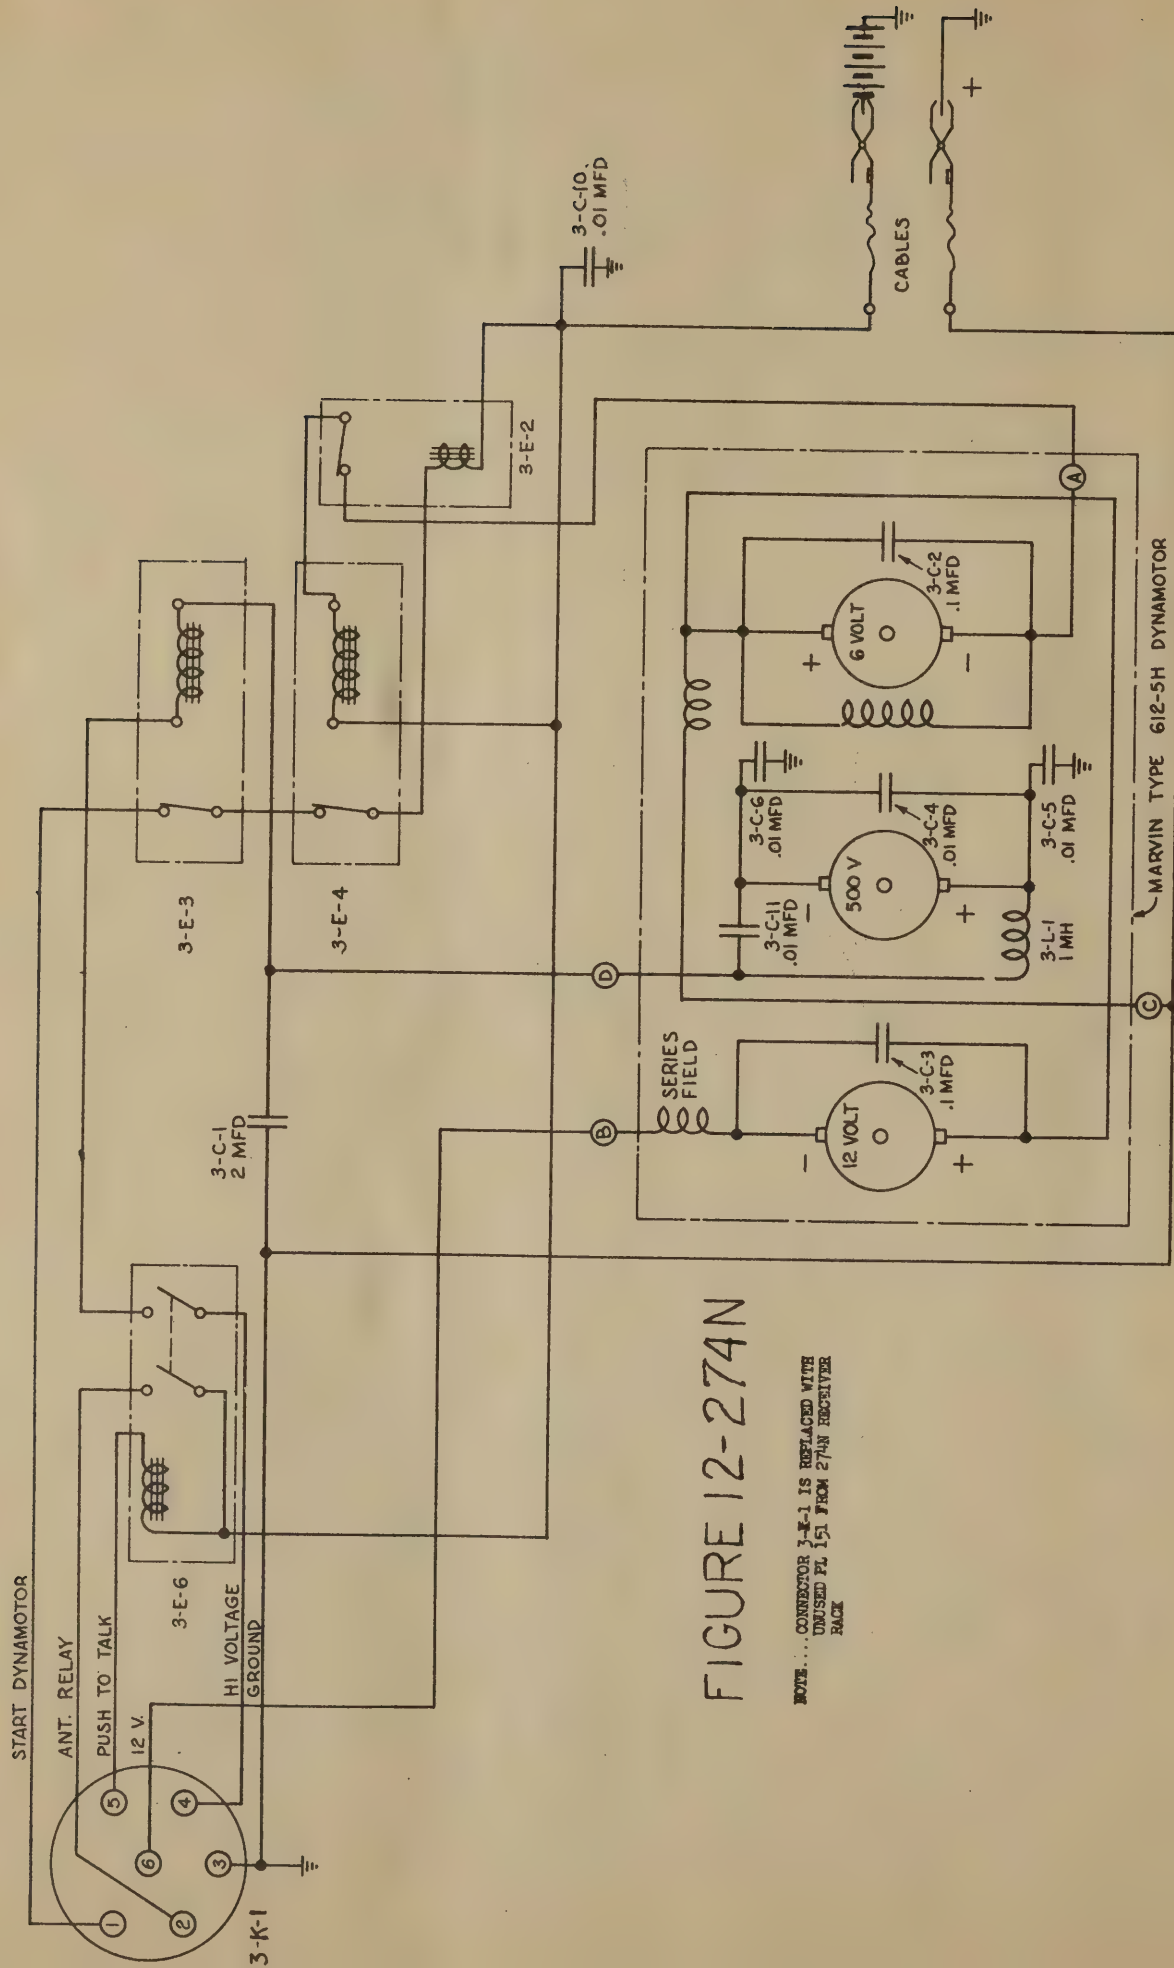 START DYNAMOTOR
ANT. RELAY
PUSH TO TALK
12 V.
HI VOLTAGE
GROUND
1
2
3
4
5
6
3-K-1
3-E-6
3-C-1
2 MFD
3-E-3
3-E-4
3-E-2
3-C-10.
.01 MFD
CABLES
+
B
D
A
C
SERIES
FIELD
12 VOLT
-
+
3-C-3
.1 MFD
3-C-11
.01 MFD
3-C-6
.01 MFD
500 V
-
+
3-C-4
.01 MFD
3-C-5
.01 MFD
3-L-1
1 MH
6 VOLT
+
-
3-C-2
.1 MFD
MARVIN TYPE 612-5H DYNAMOTOR
FIGURE 12-274N
NOTE....CONNECTOR 3-K-1 IS REPLACED WITH
UNUSED PL 151 FROM 274N RECEIVER
RACK